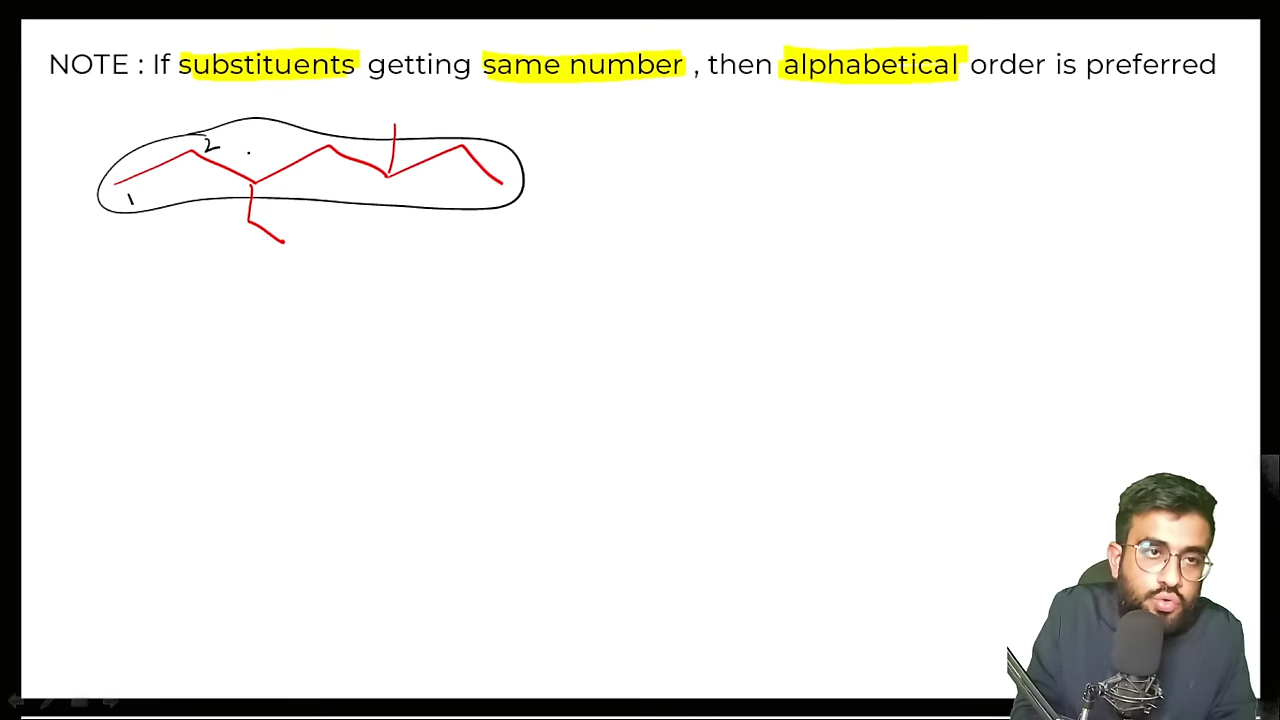 NOTE : If substituents getting same number , then alphabetical order is preferred
2
1